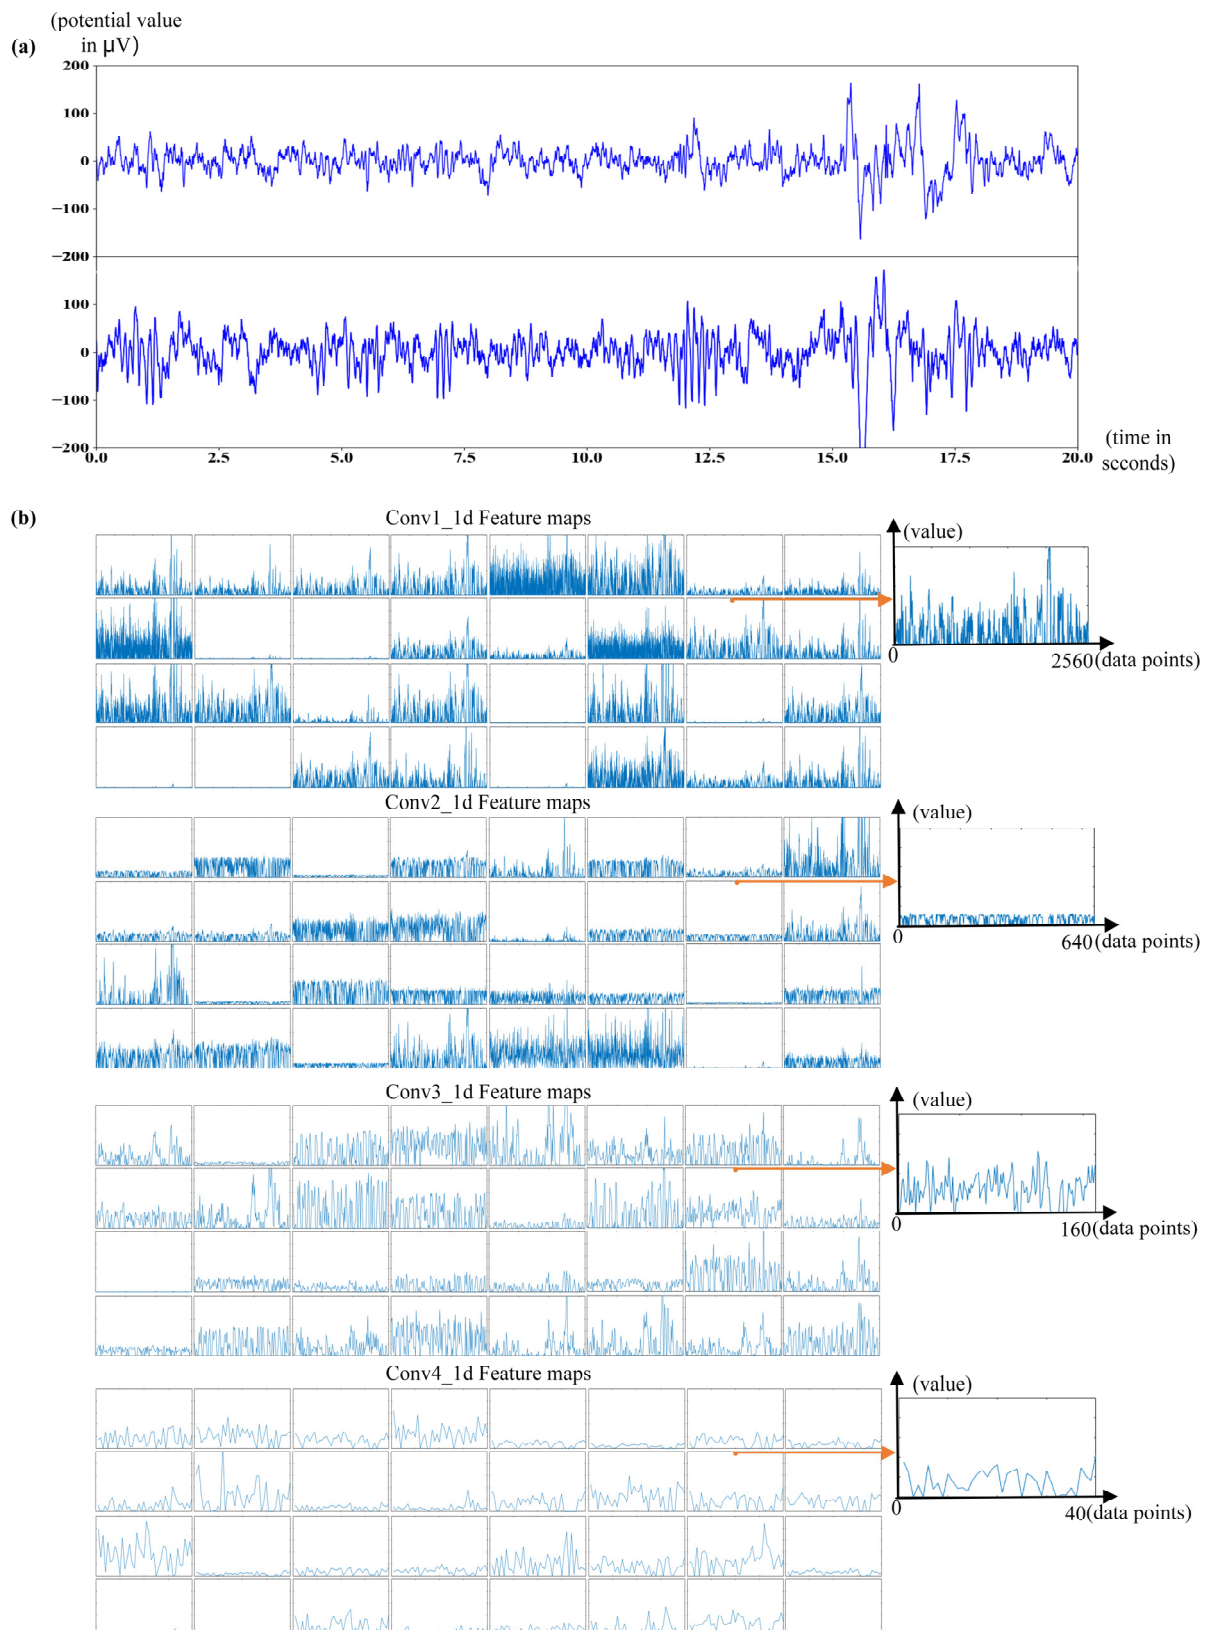 (potential value
in μV)
(a)
200
100
0
−100
−200
100
0
−100
−200
0.0 2.5 5.0 7.5 10.0 12.5 15.0 17.5 20.0
(time in
scconds)
(b)
Conv1_1d Feature maps
(value)
0
2560(data points)
Conv2_1d Feature maps
(value)
0
640(data points)
Conv3_1d Feature maps
(value)
0
160(data points)
Conv4_1d Feature maps
(value)
0
40(data points)